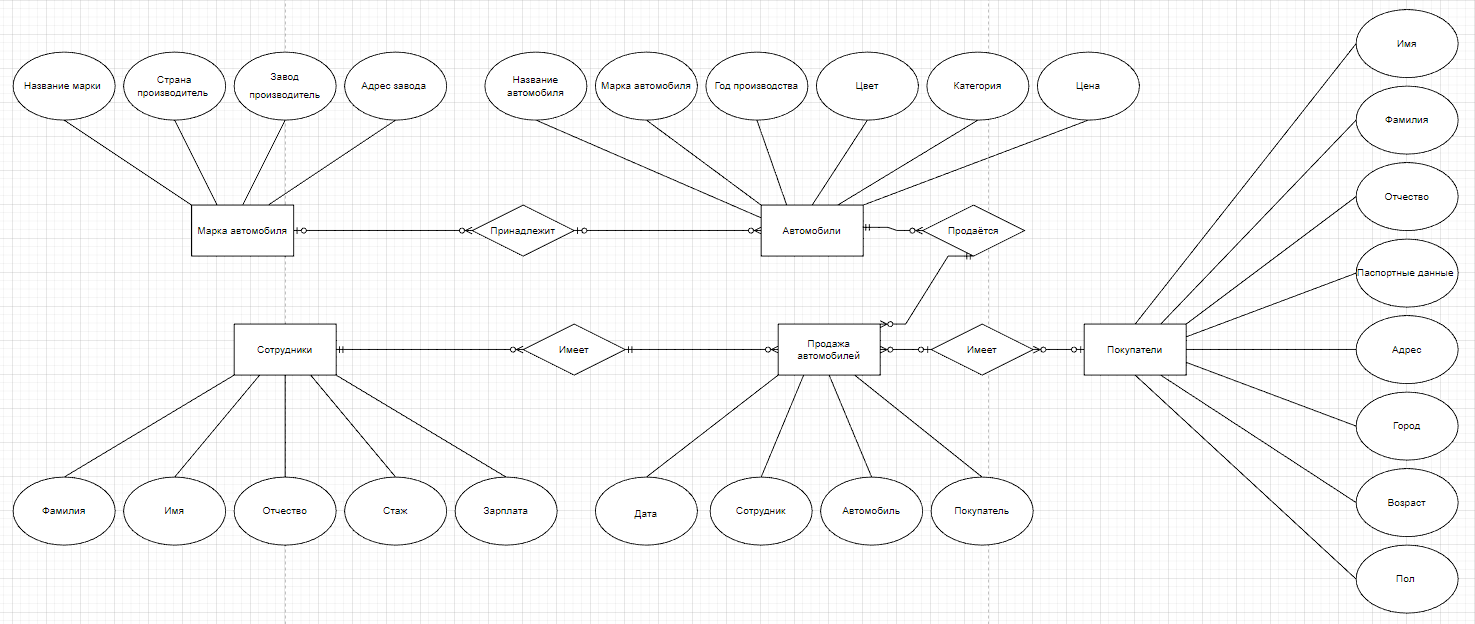 Имя
Название марки
Страна
производитель
Завод
производитель
Адрес завода
Название
автомобиля
Марка автомобиля
Год производства
Цвет
Категория
Цена
Фамилия
Отчество
Марка автомобиля
Принадлежит
Автомобили
Продаётся
Паспортные данные
Сотрудники
Имеет
Продажа
автомобилей
Имеет
Покупатели
Адрес
Город
Фамилия
Имя
Отчество
Стаж
Зарплата
Дата
Сотрудник
Автомобиль
Покупатель
Возраст
Пол